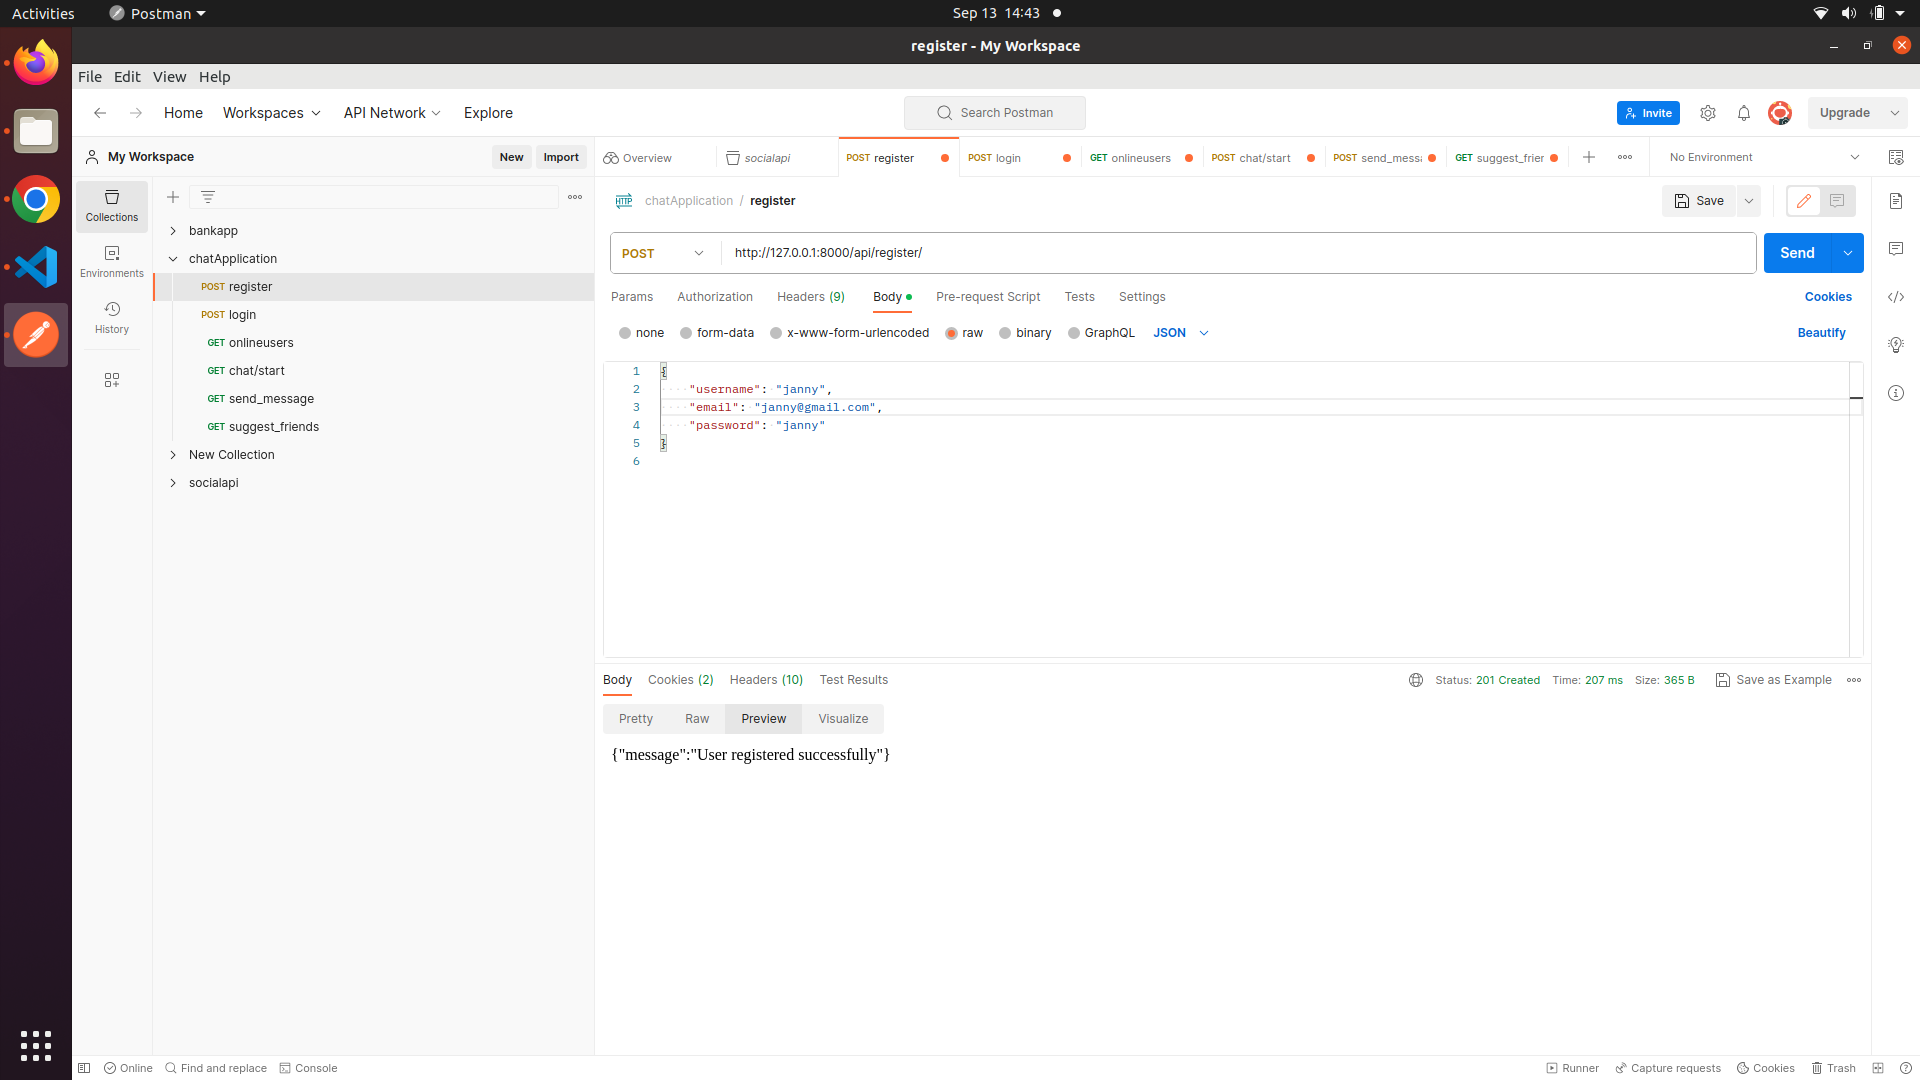 Activities
Postman
Sep 13 14:43
register - My Workspace
File Edit View Help
Home Workspaces API Network Explore
Search Postman
Invite
Upgrade
My Workspace
New Import
Overview
socialapi
POST register
POST login
GET onlineusers
POST chat/start
POST send_messa
GET suggest_frier
No Environment
Collections
Environments
History
bankapp
chatApplication
POST register
POST login
GET onlineusers
GET chat/start
GET send_message
GET suggest_friends
New Collection
socialapi
HTTP chatApplication / register
Save
POST http://127.0.0.1:8000/api/register/
Send
Params Authorization Headers (9) Body Pre-request Script Tests Settings
Cookies
none form-data x-www-form-urlencoded raw binary GraphQL JSON
Beautify
1 {
2 "username": "janny",
3 "email": "janny@gmail.com",
4 "password": "janny"
5 }
6
Body Cookies (2) Headers (10) Test Results
Status: 201 Created Time: 207 ms Size: 365 B
Save as Example
Pretty Raw Preview Visualize
{"message":"User registered successfully"}
Online Find and replace Console
Runner Capture requests Cookies Trash